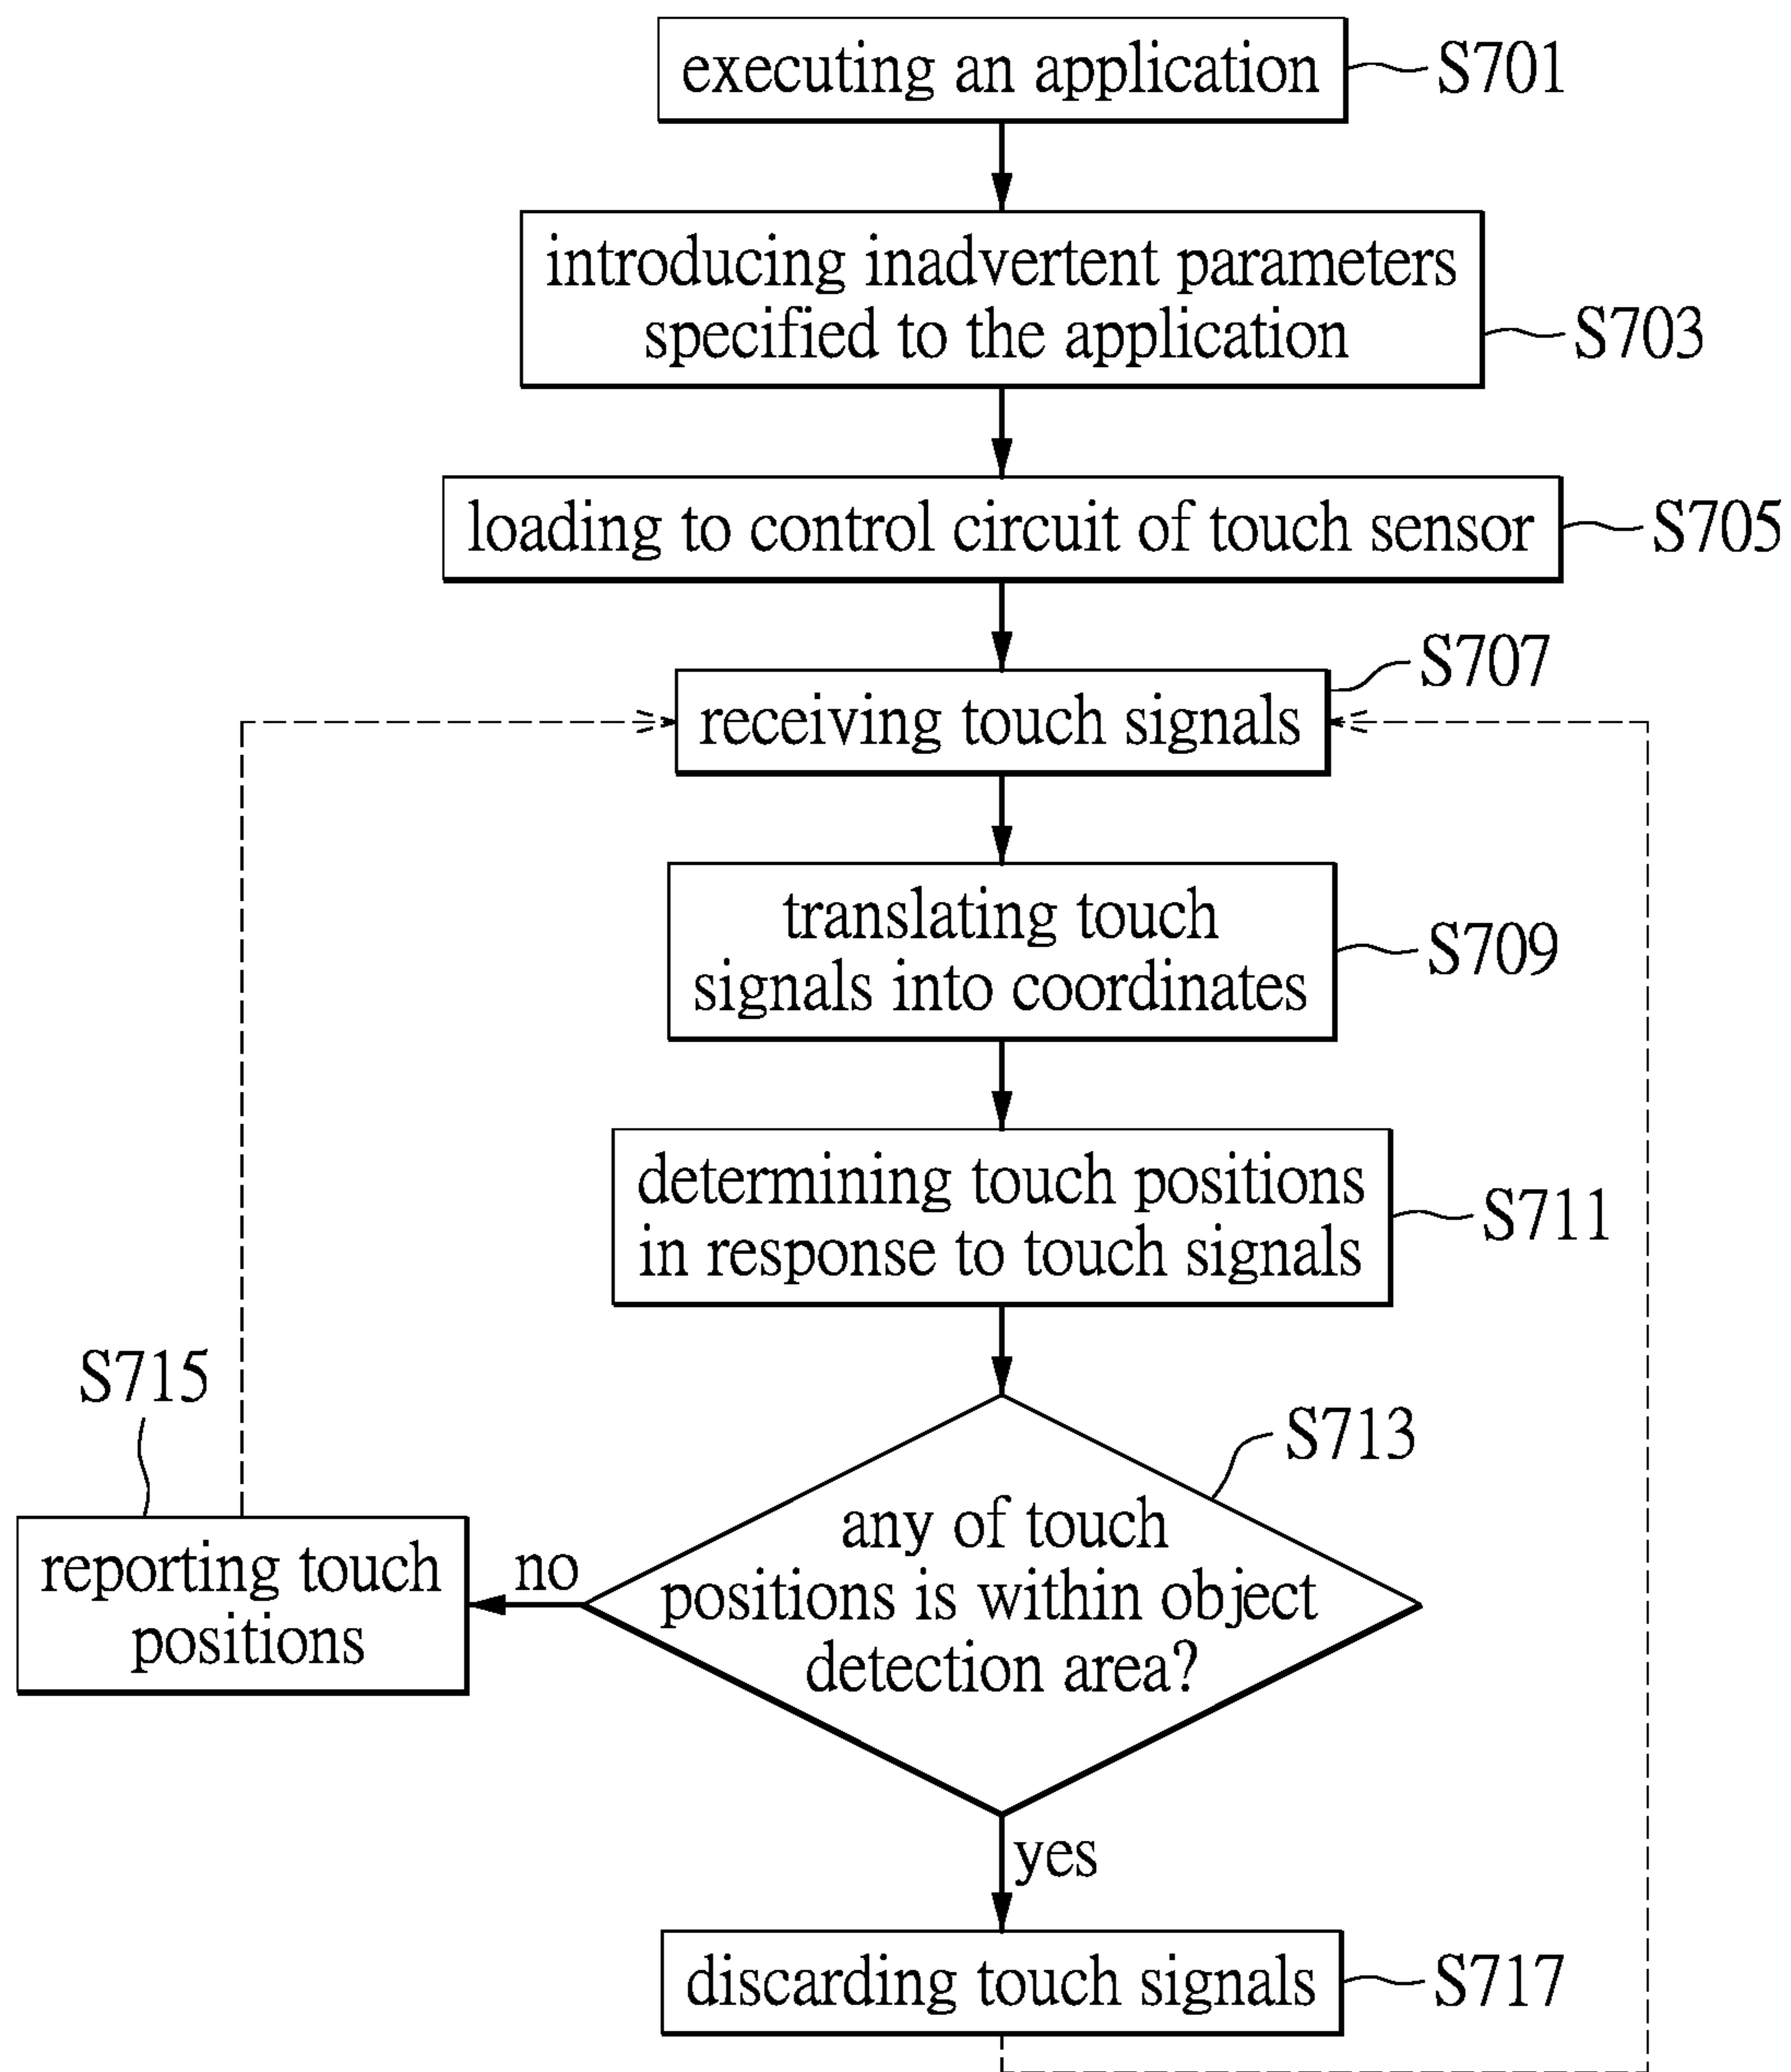 executing an application
S701
introducing inadvertent parameters
specified to the application
S703
loading to control circuit of touch sensor
S705
receiving touch signals
S707
translating touch
signals into coordinates
S709
determining touch positions
in response to touch signals
S711
any of touch
positions is within object
detection area?
S713
no
reporting touch
positions
S715
yes
discarding touch signals
S717